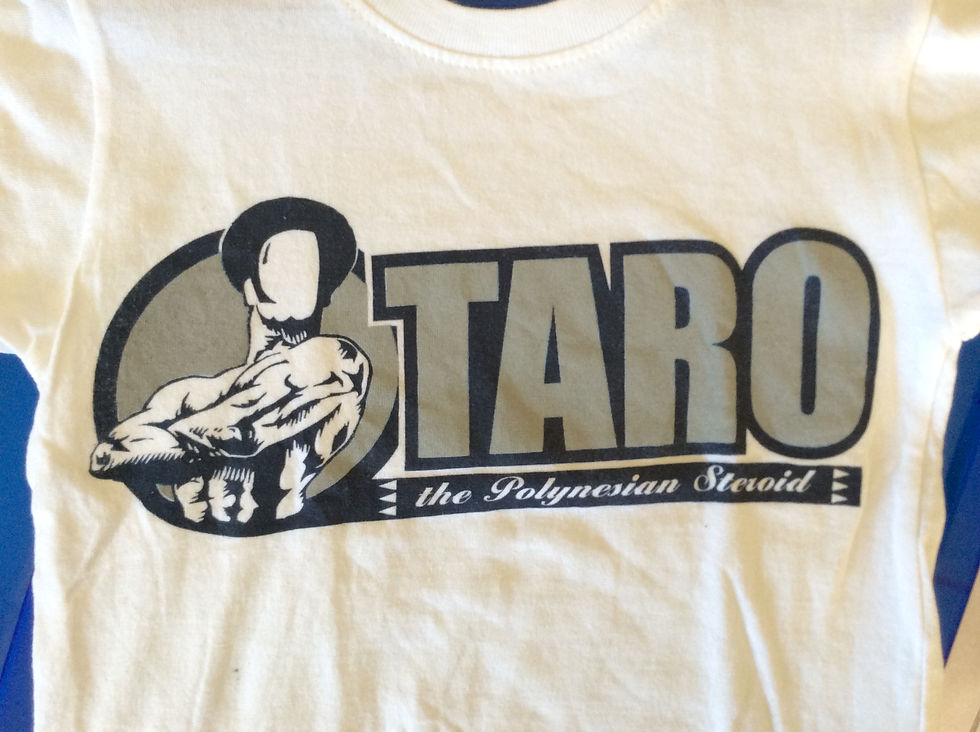 TARO
the Polynesian Steroid